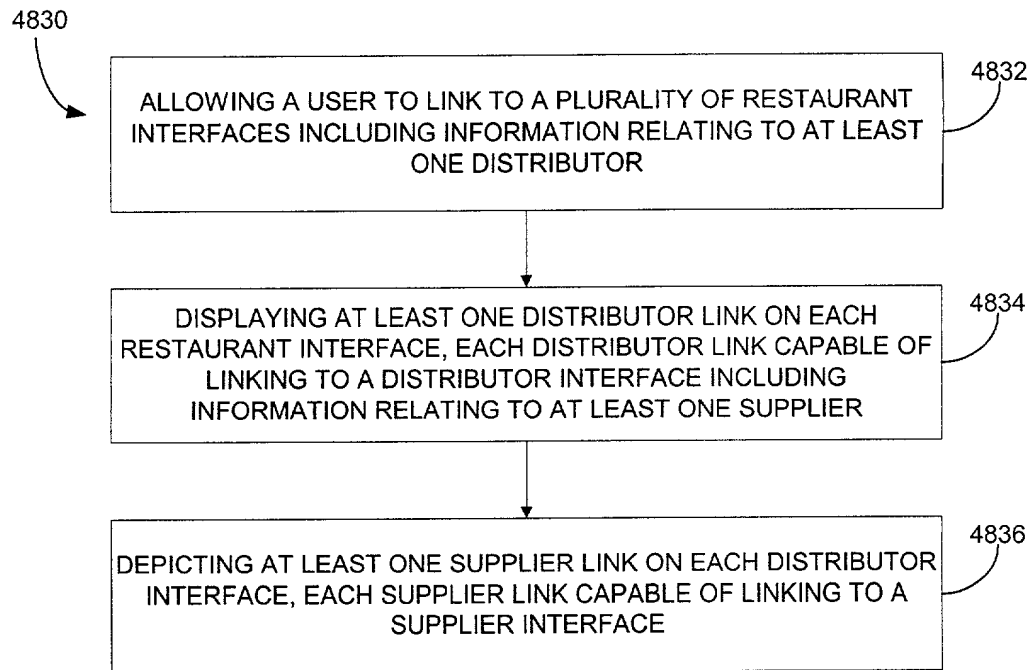 4830
4832
ALLOWING A USER TO LINK TO A PLURALITY OF RESTAURANT
INTERFACES INCLUDING INFORMATION RELATING TO AT LEAST
ONE DISTRIBUTOR
4834
DISPLAYING AT LEAST ONE DISTRIBUTOR LINK ON EACH
RESTAURANT INTERFACE, EACH DISTRIBUTOR LINK CAPABLE OF
LINKING TO A DISTRIBUTOR INTERFACE INCLUDING
INFORMATION RELATING TO AT LEAST ONE SUPPLIER
4836
DEPICTING AT LEAST ONE SUPPLIER LINK ON EACH DISTRIBUTOR
INTERFACE, EACH SUPPLIER LINK CAPABLE OF LINKING TO A
SUPPLIER INTERFACE